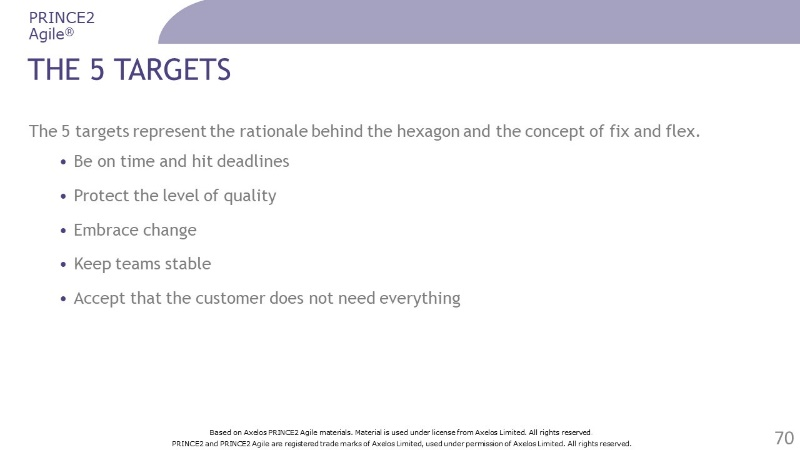 PRINCE2
Agile®
THE 5 TARGETS
The 5 targets represent the rationale behind the hexagon and the concept of fix and flex.
• Be on time and hit deadlines
• Protect the level of quality
• Embrace change
• Keep teams stable
• Accept that the customer does not need everything
Based on Axelos PRINCE2 Agile materials. Material is used under license from Axelos Limited. All rights reserved
PRINCE2 and PRINCE2 Agile are registered trade marks of Axelos Limited, used under permission of Axelos Limited. All rights reserved.
70